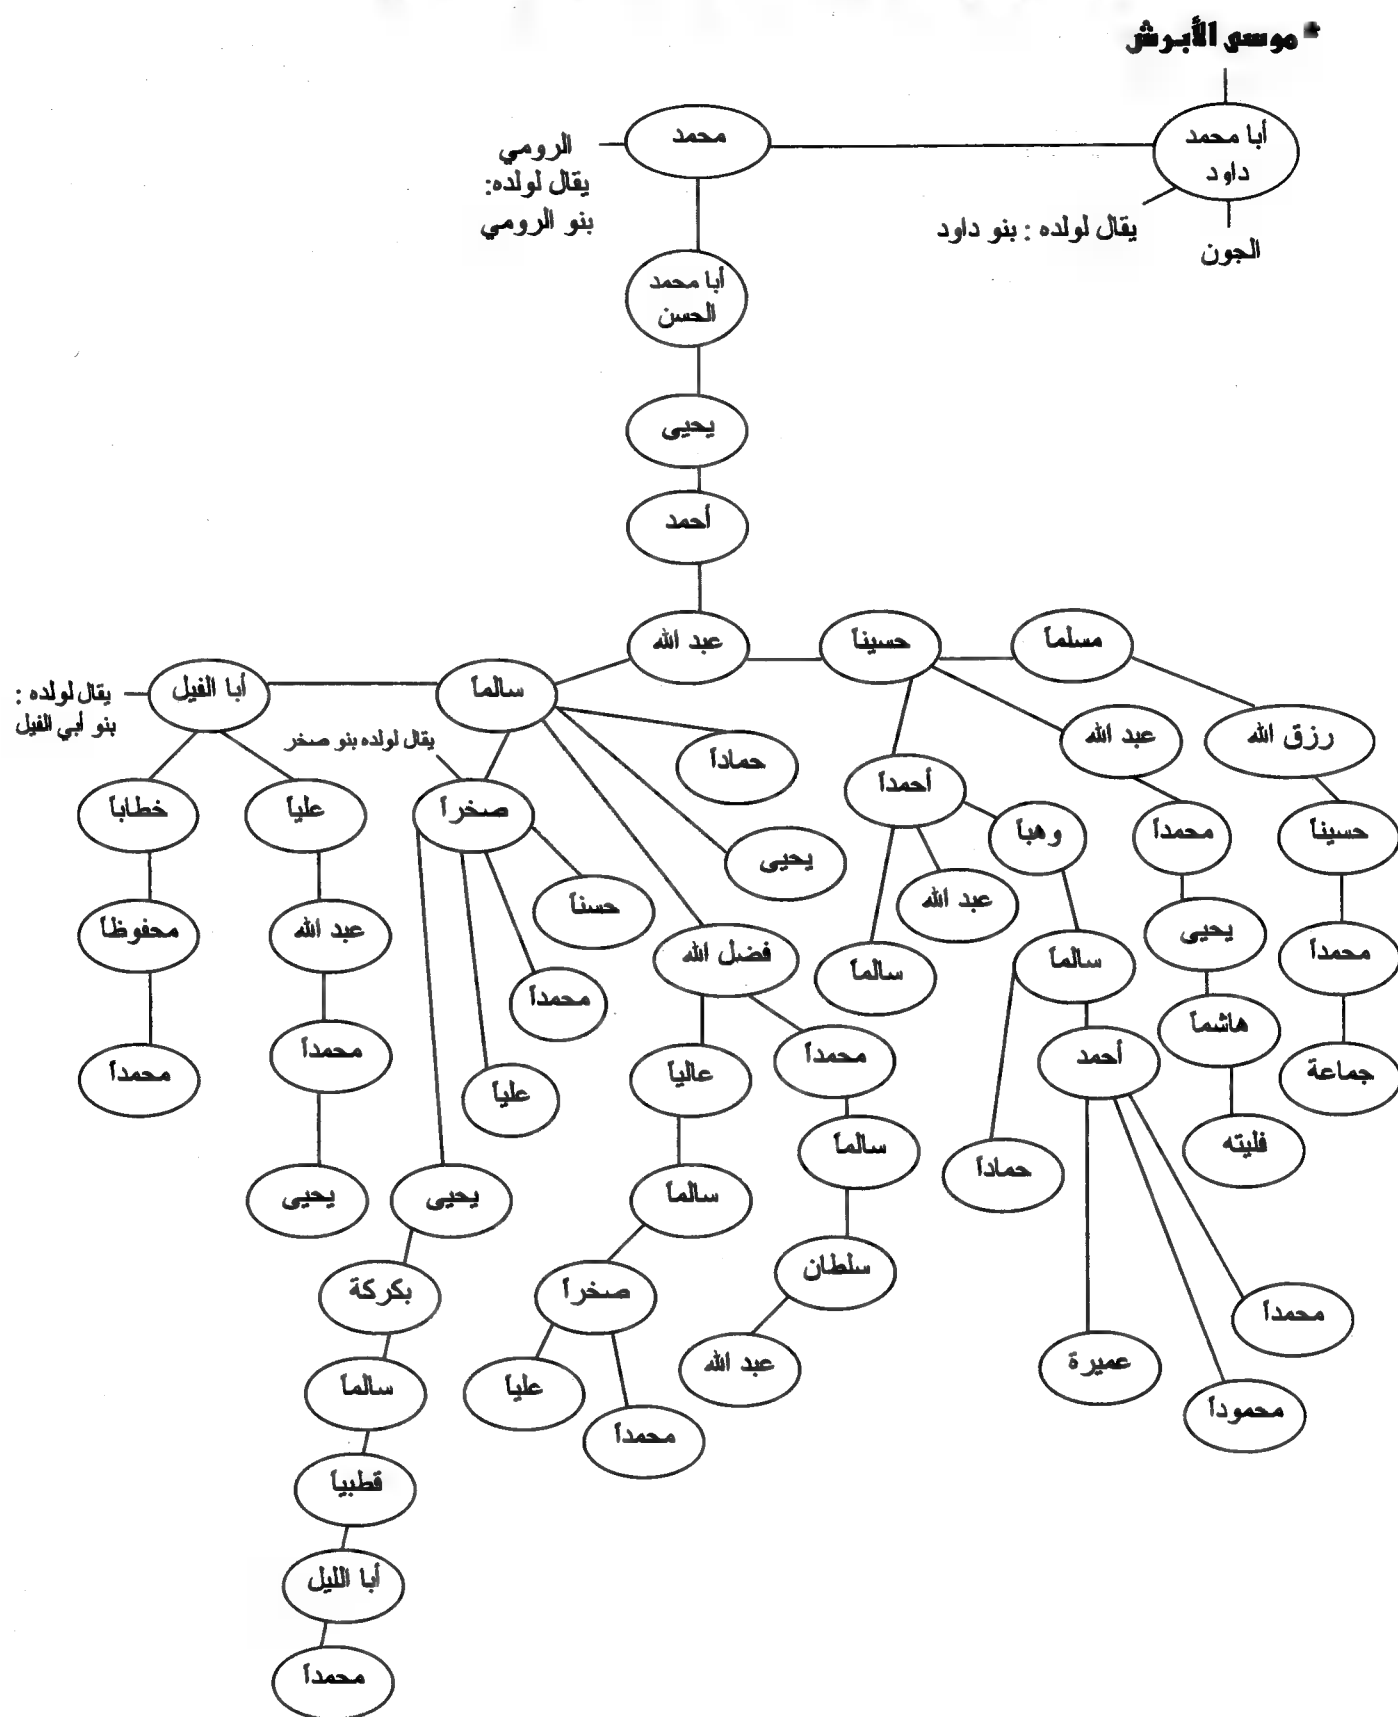 * موسى الأبرش
أبا محمد
داود
يقال لولده : بنو داود
الجون
محمد
الرومي
يقال لولده:
بنو الرومي
أبا محمد
الحسن
يحيى
أحمد
عبد الله
مسلماً
حسيناً
سالماً
أبا الفيل
يقال لولده :
بنو أبي الفيل
رزق الله
عبد الله
حماداً
يقال لولده بنو صخر
أحمداً
حسيناً
محمداً
وهباً
يحيى
صخراً
علياً
خطاباً
يحيى
عبد الله
حسناً
محمداً
سالماً
سالماً
فضل الله
عبد الله
محفوظاً
محمداً
جماعة
هاشماً
أحمد
محمداً
عالياً
علياً
محمداً
محمداً
فليته
حماداً
سالماً
سالماً
يحيى
يحيى
محمداً
سلطان
صخراً
بكركة
عميرة
عبد الله
علياً
سالماً
محموداً
محمداً
قطبياً
أبا الليل
محمداً